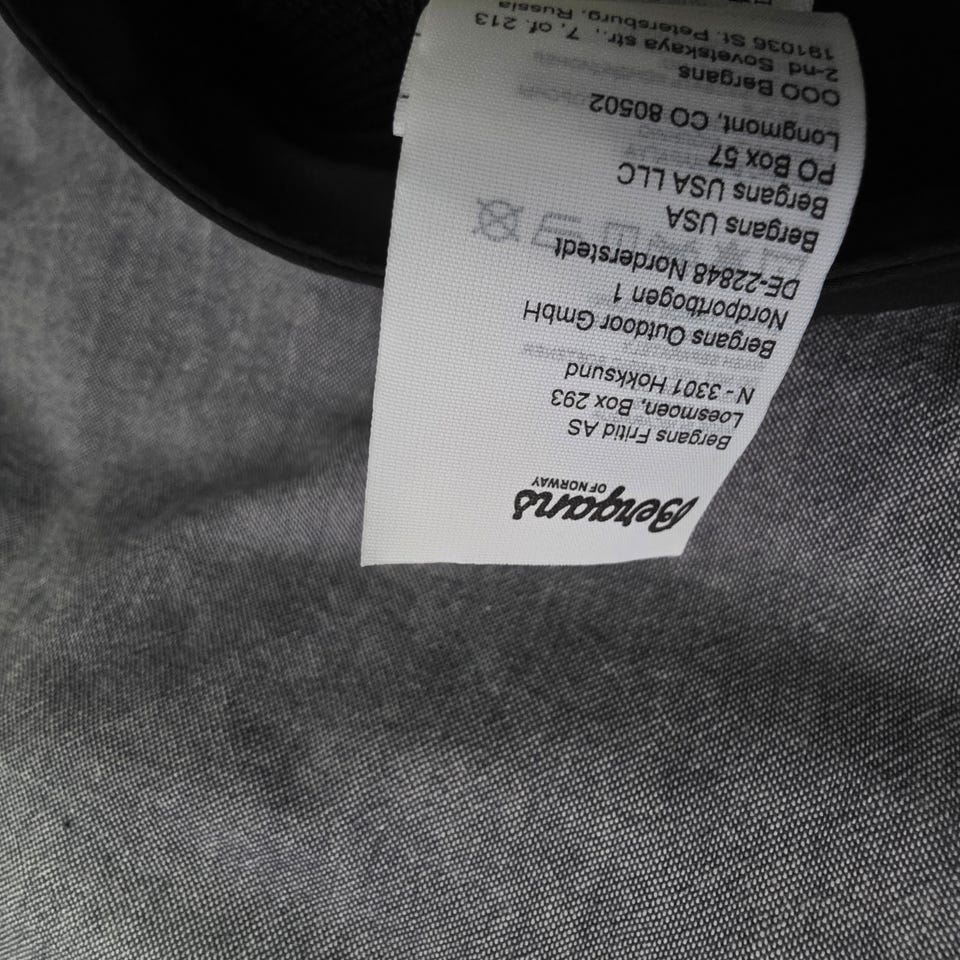 Bergans
OF NORWAY
Bergans Fritid AS
Loesmoen, Box 293
N - 3301 Hokksund
Bergans Outdoor GmbH
Nordportbogen 1
DE-22848 Norderstedt
Bergans USA
Bergans USA LLC
PO Box 57
Longmont, CO 80502
OOO Bergans
2-nd. Sovetskaya str., 7, of. 213
191036 St. Petersburg, Russia